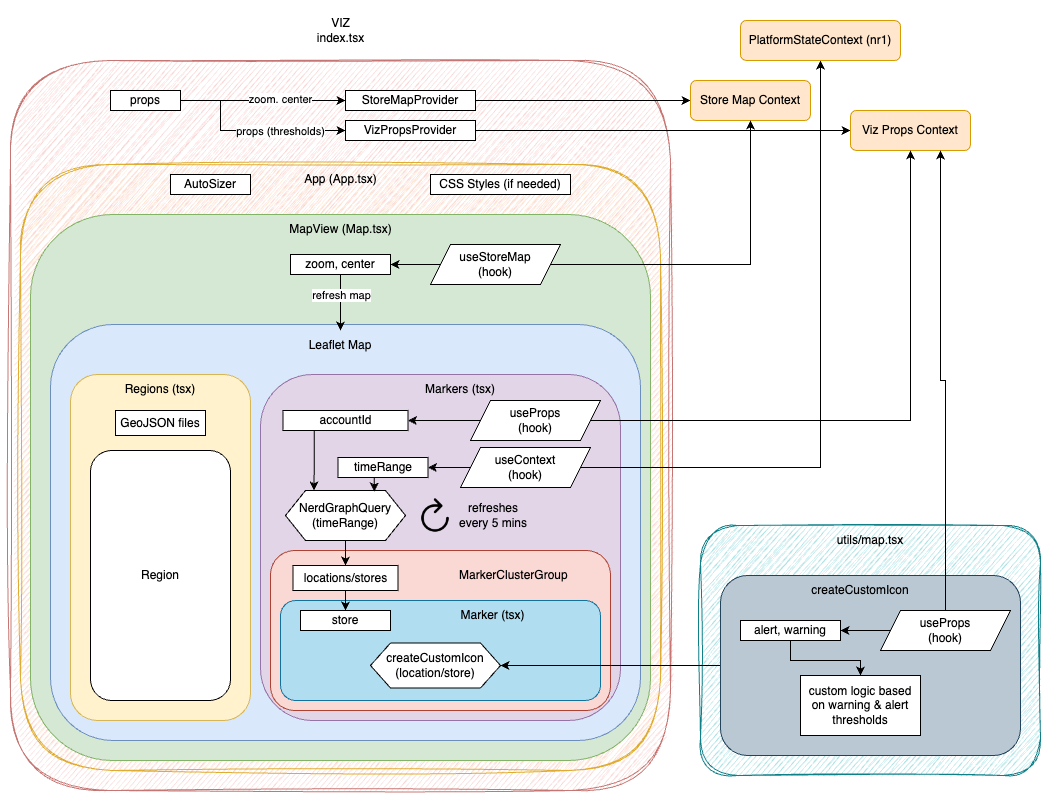 VIZ
index.tsx
PlatformStateContext (nr1)
props
zoom. center
StoreMapProvider
Store Map Context
props (thresholds)
VizPropsProvider
Viz Props Context
App (App.tsx)
AutoSizer
CSS Styles (if needed)
MapView (Map.tsx)
zoom, center
useStoreMap
(hook)
refresh map
Leaflet Map
Regions (tsx)
GeoJSON files
Region
Markers (tsx)
accountId
useProps
(hook)
timeRange
useContext
(hook)
NerdGraphQuery
(timeRange)
refreshes
every 5 mins
MarkerClusterGroup
locations/stores
Marker (tsx)
store
createCustomIcon
(location/store)
utils/map.tsx
createCustomIcon
alert, warning
useProps
(hook)
custom logic based
on warning & alert
thresholds